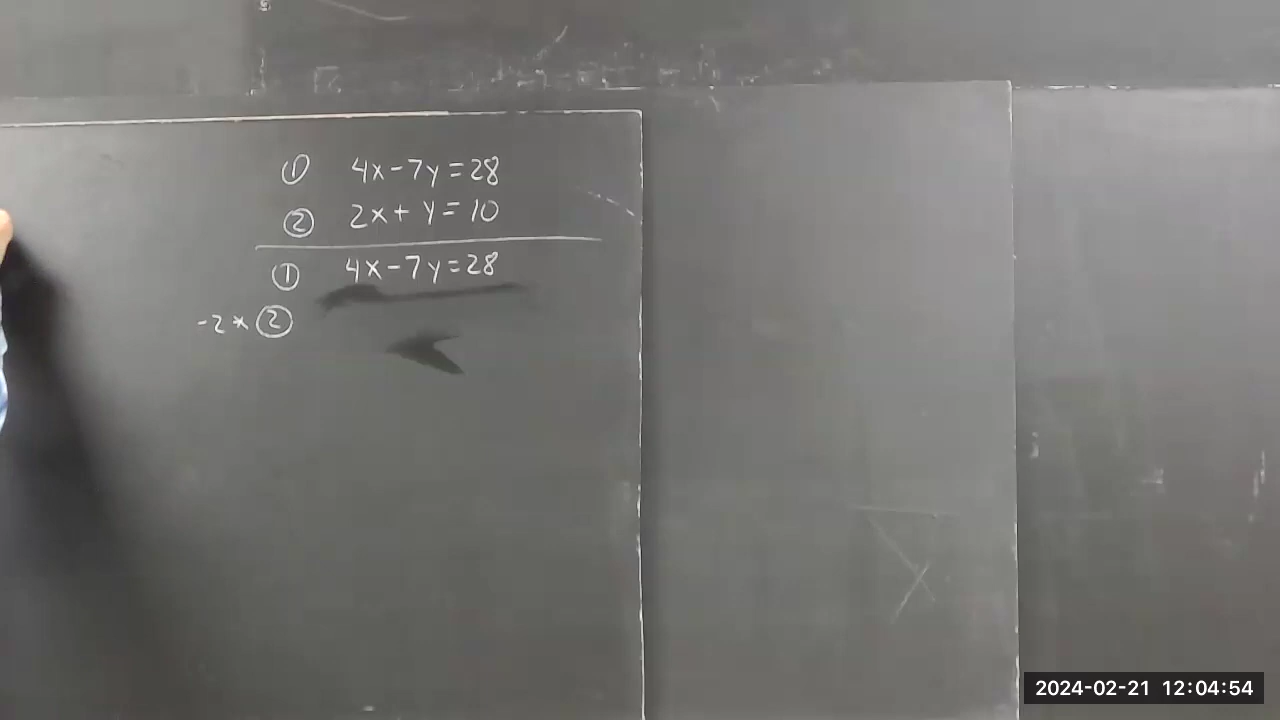 ① 4x-7y=28
② 2x+y=10
① 4x-7y=28
-2*②
2024-02-21 12:04:54